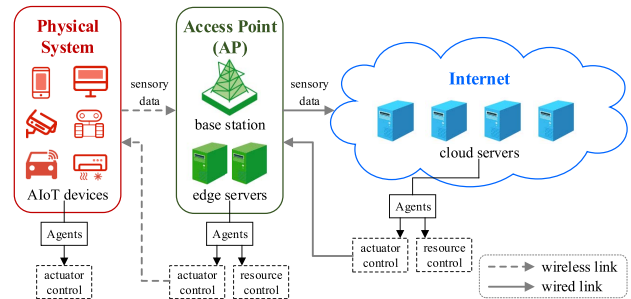 Physical
System
AIoT devices
Agents
actuator
control
sensory
data
Access Point
(AP)
base station
edge servers
Agents
actuator
control
resource
control
sensory
data
Internet
cloud servers
Agents
actuator
control
resource
control
wireless link
wired link